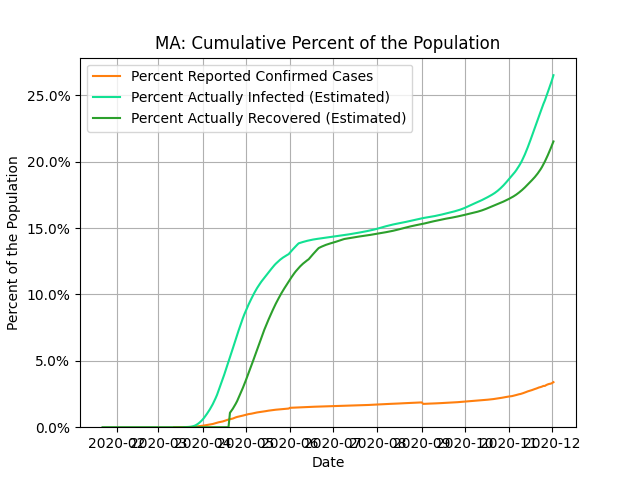 MA: Cumulative Percent of the Population
Percent Reported Confirmed Cases
Percent Actually Infected (Estimated)
Percent Actually Recovered (Estimated)
Percent of the Population
25.0%
20.0%
15.0%
10.0%
5.0%
0.0%
2020-02 2020-03 2020-04 2020-05 2020-06 2020-07 2020-08 2020-09 2020-10 2020-11 2020-12
Date